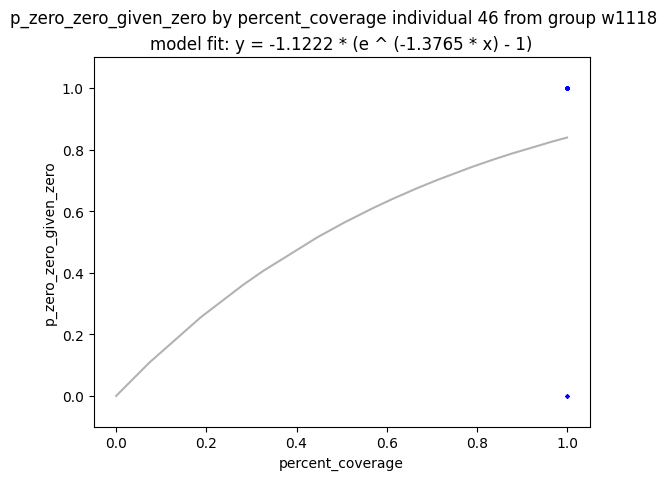 p_zero_zero_given_zero by percent_coverage individual 46 from group w1118
model fit: y = -1.1222 * (e ^ (-1.3765 * x) - 1)
1.0
0.8
0.6
0.4
0.2
0.0
p_zero_zero_given_zero
0.0 0.2 0.4 0.6 0.8 1.0
percent_coverage